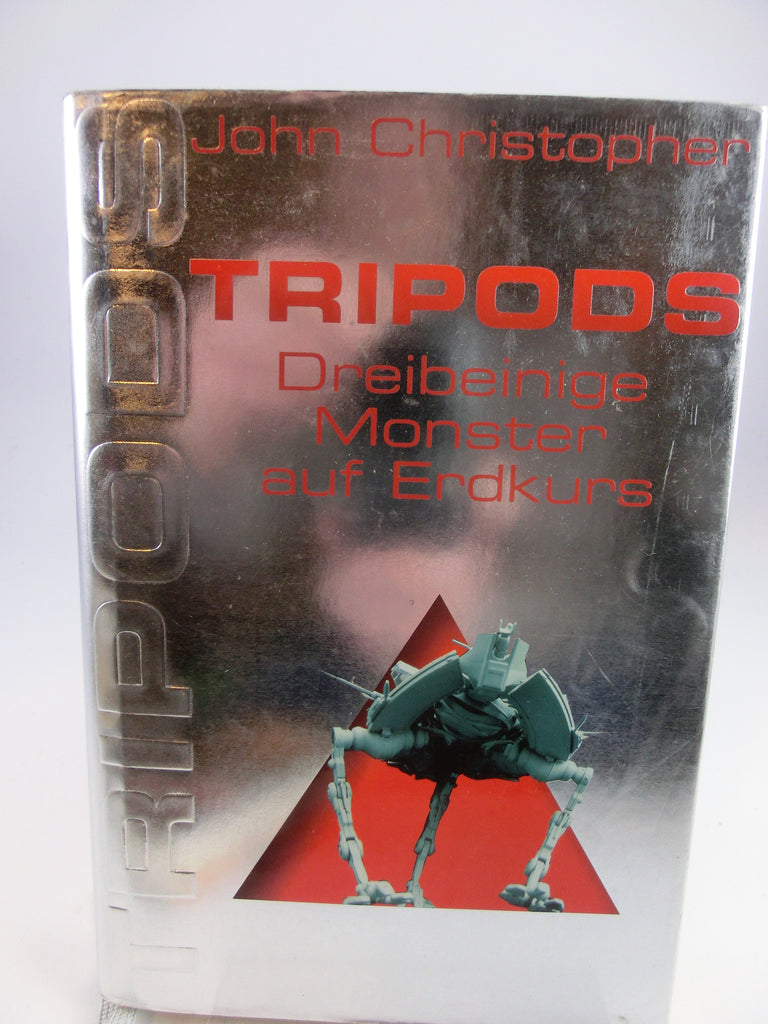 John Christopher
TRIPODS
Dreibeinige
Monster
auf Erdkurs
TRIPODS